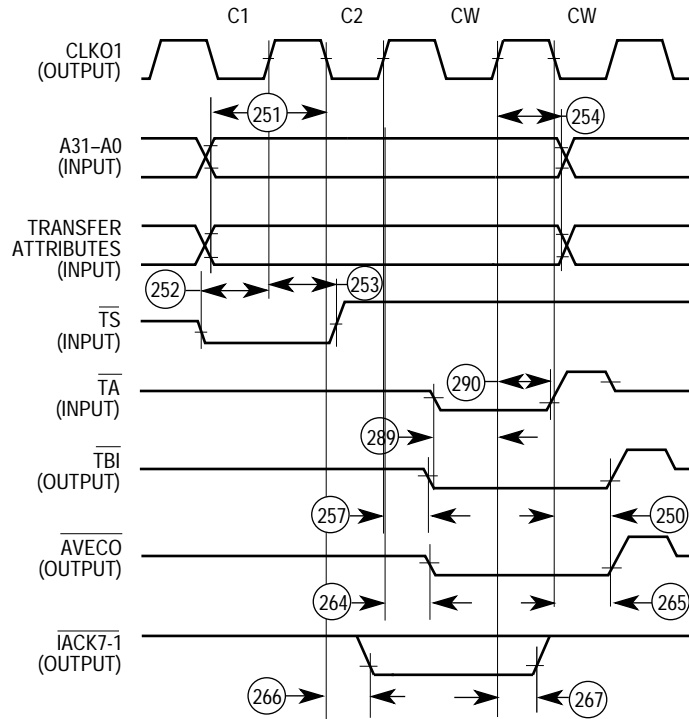 C1 C2 CW CW
CLKO1
(OUTPUT)
251
254
A31–A0
(INPUT)
TRANSFER
ATTRIBUTES
(INPUT)
252
253
TS
(INPUT)
290
TA
(INPUT)
289
TBI
(OUTPUT)
257
250
AVECO
(OUTPUT)
264
265
IACK7-1
(OUTPUT)
266
267